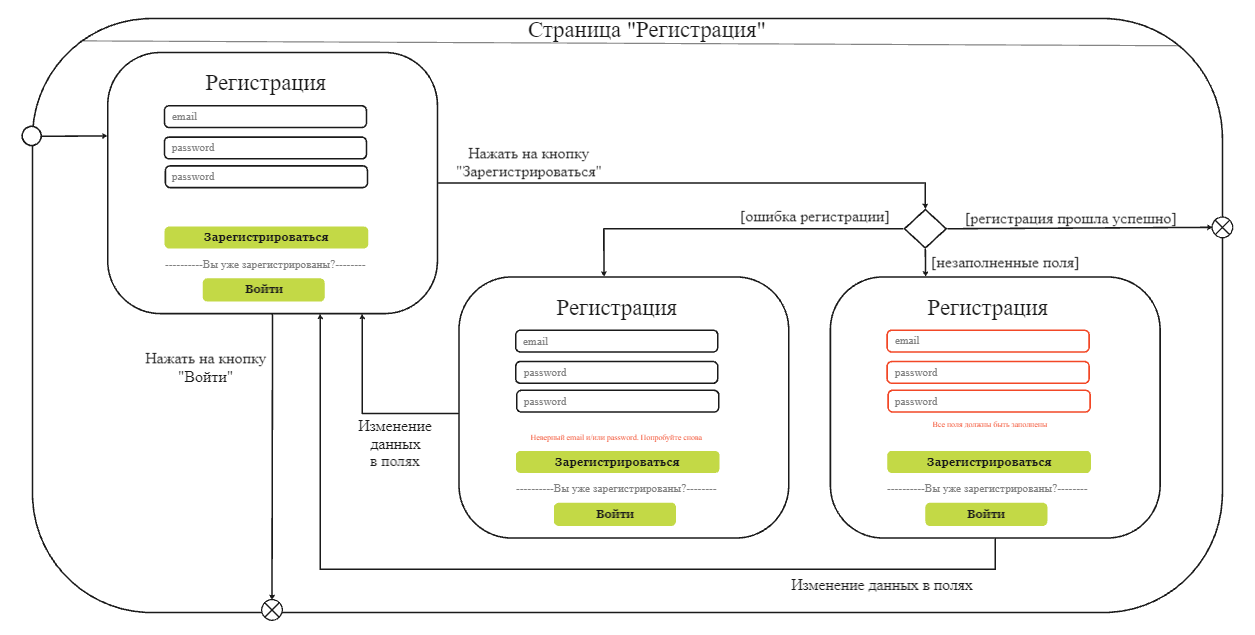 Страница "Регистрация"
Регистрация
email
password
password
Зарегистрироваться
----------Вы уже зарегистрированы?--------
Войти
Нажать на кнопку
"Зарегистрироваться"
[ошибка регистрации]
[регистрация прошла успешно]
[незаполненные поля]
Нажать на кнопку
"Войти"
Изменение
данных
в полях
Регистрация
email
password
password
Неверный email и/или password. Попробуйте снова
Зарегистрироваться
----------Вы уже зарегистрированы?--------
Войти
Регистрация
email
password
password
Все поля должны быть заполнены
Зарегистрироваться
----------Вы уже зарегистрированы?--------
Войти
Изменение данных в полях